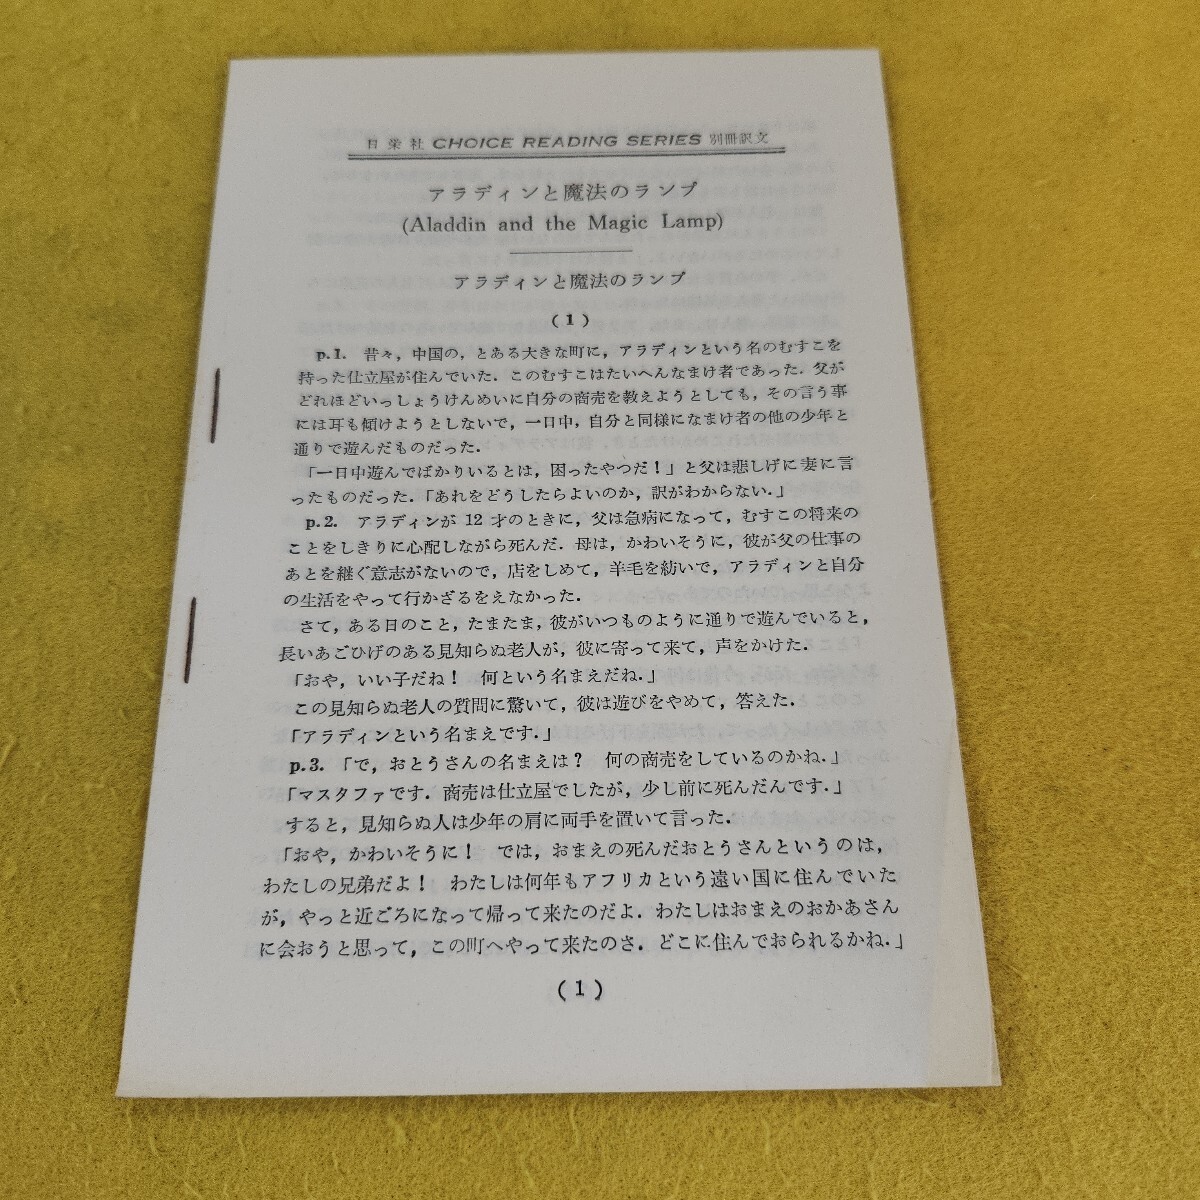 日栄社 CHOICE READING SERIES 別冊訳文
アラディンと魔法のランプ
(Aladdin and the Magic Lamp)
アラディンと魔法のランプ
(1)
p.1. 昔々，中国の，とある大きな町に，アラディンという名のむすこを
持った仕立屋が住んでいた．このむすこはたいへんなまけ者であった．父が
どれほどいっしょうけんめいに自分の商売を教えようとしても，その言う事
には耳も傾けようとしないで，一日中，自分と同様になまけ者の他の少年と
通りで遊んだものだった．
「一日中遊んでばかりいるとは，困ったやつだ！」と父は悲しげに妻に言
ったものだった．「あれをどうしたらよいのか，訳がわからない．」
p.2. アラディンが 12 才のときに，父は急病になって，むすこの将来の
ことをしきりに心配しながら死んだ．母は，かわいそうに，彼が父の仕事の
あとを継ぐ意志がないので，店をしめて，羊毛を紡いで，アラディンと自分
の生活をやって行かざるをえなかった．
さて，ある日のこと，たまたま，彼がいつものように通りで遊んでいると，
長いあごひげのある見知らぬ老人が，彼に寄って来て，声をかけた．
「おや，いい子だね！ 何という名まえだね．」
この見知らぬ老人の質問に驚いて，彼は遊びをやめて，答えた．
「アラディンという名まえです．」
p.3. 「で，おとうさんの名まえは？ 何の商売をしているのかね．」
「マスタファです．商売は仕立屋でしたが，少し前に死んだんです．」
すると，見知らぬ人は少年の肩に両手を置いて言った．
「おや，かわいそうに！ では，おまえの死んだおとうさんというのは，
わたしの兄弟だよ！ わたしは何年もアフリカという遠い国に住んでいた
が，やっと近ごろになって帰って来たのだよ．わたしはおまえのおかあさん
に会おうと思って，この町へやって来たのさ．どこに住んでおられるかね．」
(1)